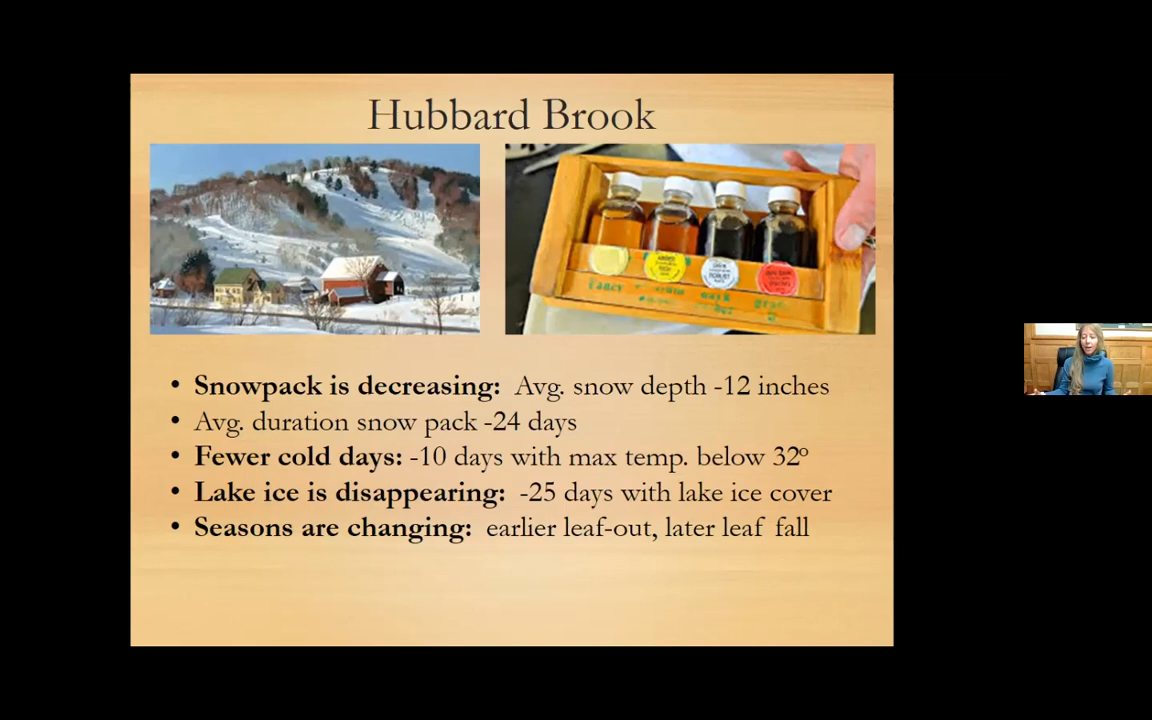 Hubbard Brook
Fancy
ROBUST
• Snowpack is decreasing: Avg. snow depth -12 inches
• Avg. duration snow pack -24 days
• Fewer cold days: -10 days with max temp. below 32º
• Lake ice is disappearing: -25 days with lake ice cover
• Seasons are changing: earlier leaf-out, later leaf fall